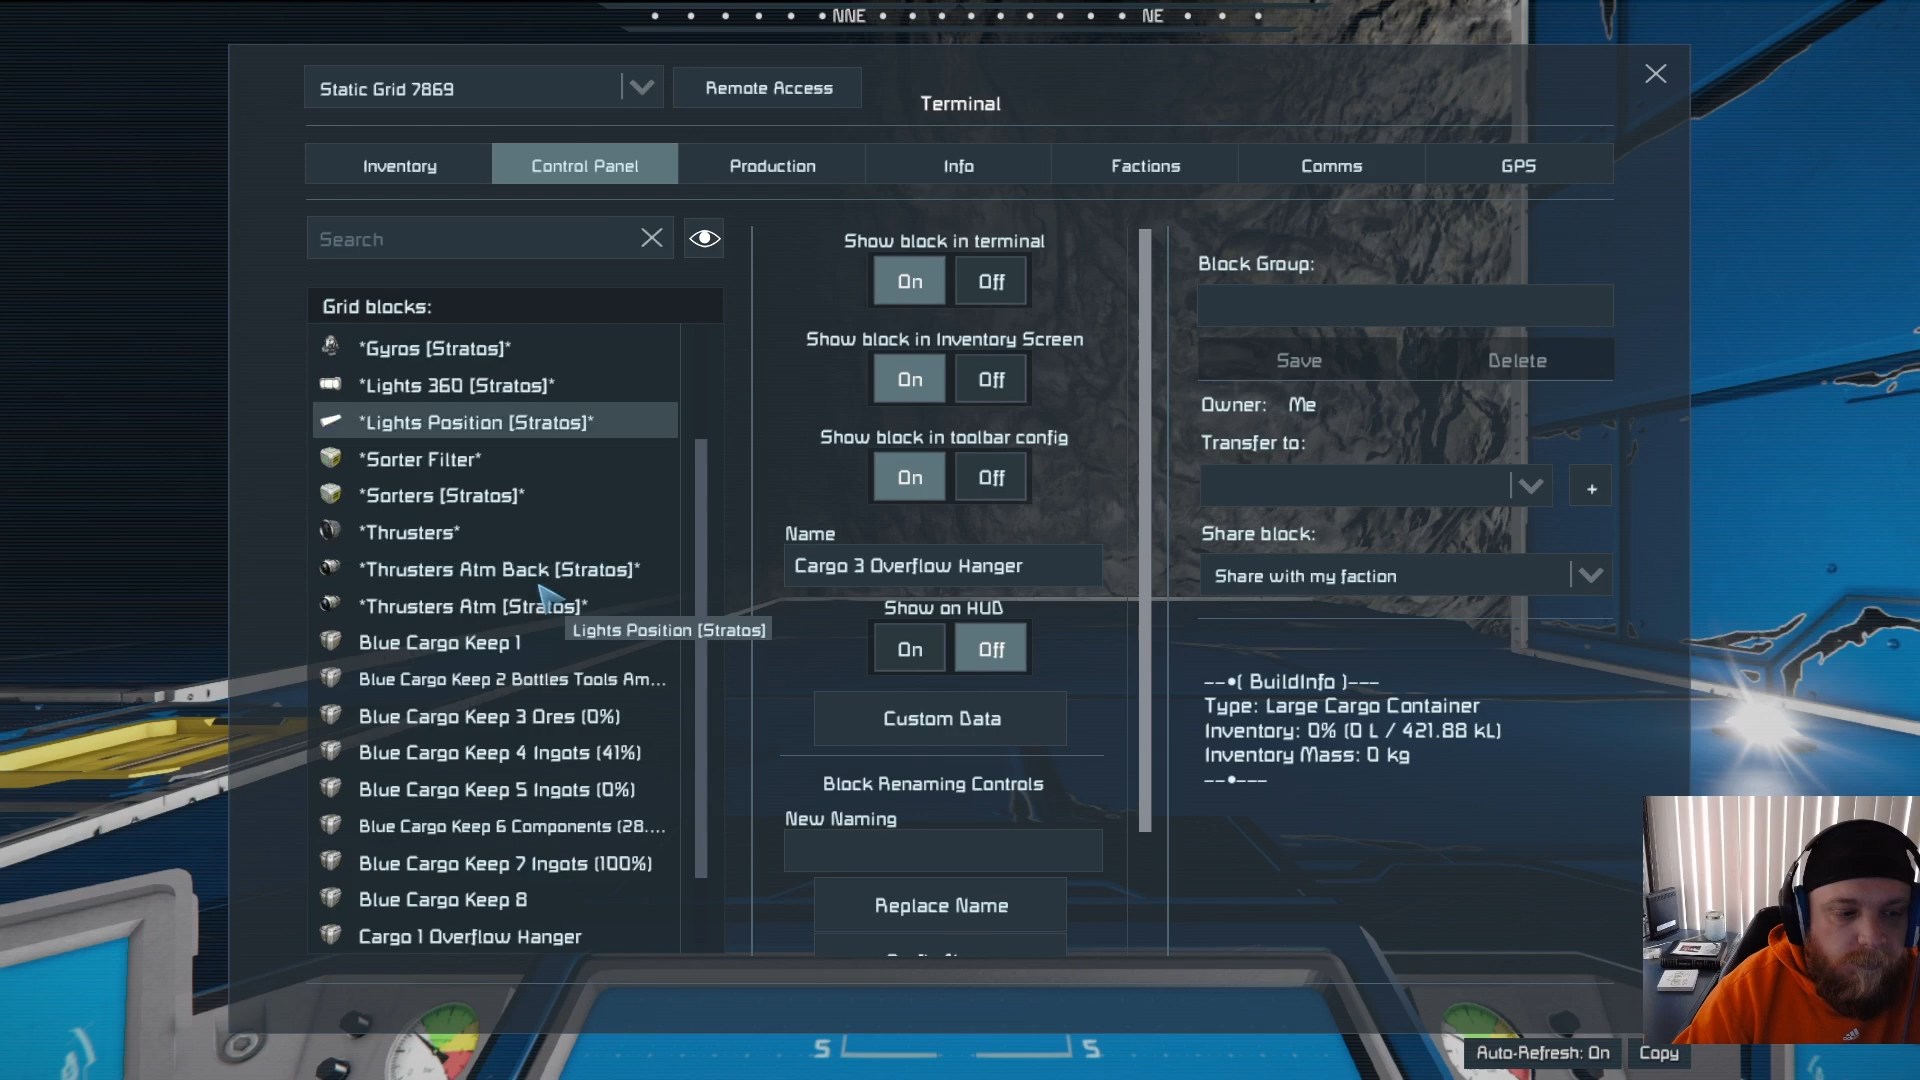 NNE
NE
Static Grid 7869
Remote Access
Terminal
Inventory
Control Panel
Production
Info
Factions
Comms
GPS
Search
Grid blocks:
*Gyros [Stratos]*
*Lights 360 [Stratos]*
*Lights Position [Stratos]*
*Sorter Filter*
*Sorters [Stratos]*
*Thrusters*
*Thrusters Atm Back [Stratos]*
*Thrusters Atm [Stratos]*
Lights Position [Stratos]
Blue Cargo Keep 1
Blue Cargo Keep 2 Bottles Tools Am...
Blue Cargo Keep 3 Ores (0%)
Blue Cargo Keep 4 Ingots (41%)
Blue Cargo Keep 5 Ingots (0%)
Blue Cargo Keep 6 Components (28....
Blue Cargo Keep 7 Ingots (100%)
Blue Cargo Keep 8
Cargo 1 Overflow Hanger
Show block in terminal
On Off
Show block in Inventory Screen
On Off
Show block in toolbar config
On Off
Name
Cargo 3 Overflow Hanger
Show on HUD
On Off
Custom Data
Block Renaming Controls
New Naming
Replace Name
Block Group:
Save Delete
Owner: Me
Transfer to:
+
Share block:
Share with my faction
--•( BuildInfo )---
Type: Large Cargo Container
Inventory: 0% (0 L / 421.88 kL)
Inventory Mass: 0 kg
--•---
S S
Auto-Refresh: On
Copy